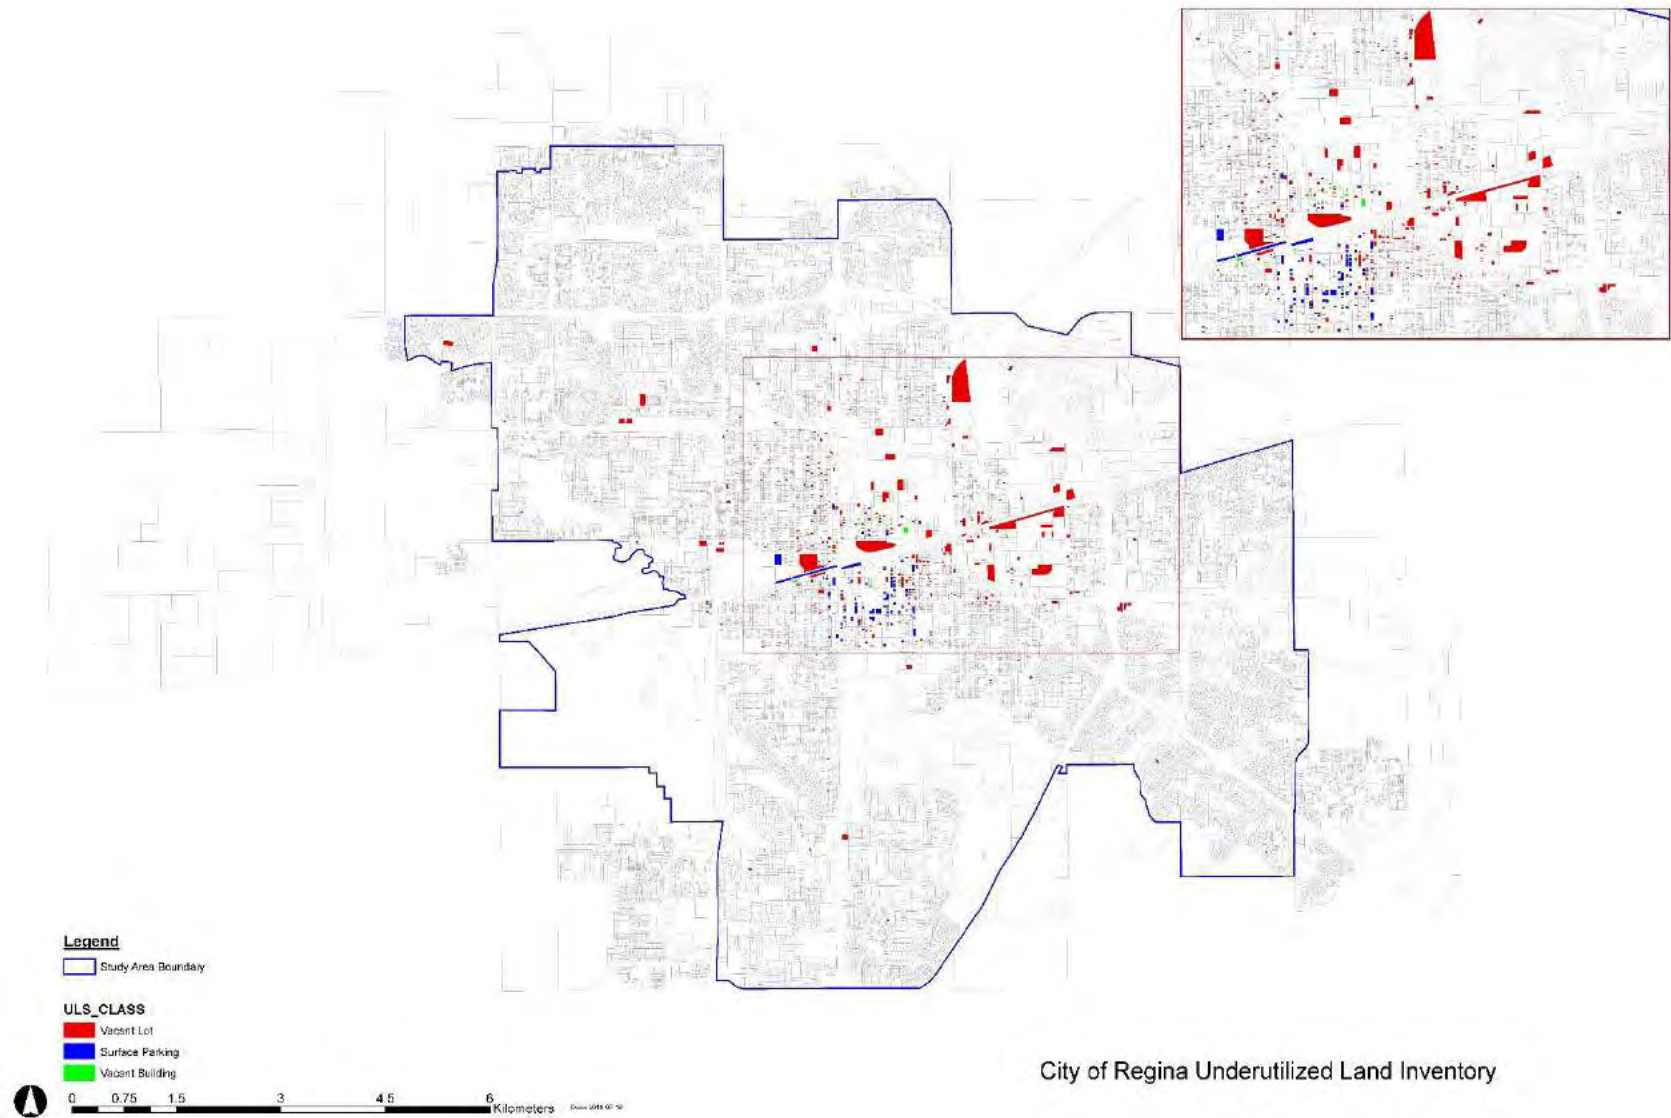 Legend
Study Area Boundary
ULS_CLASS
Vacant Lot
Surface Parking
Vacant Building
0 0.75 1.5 3 4.5 6
Kilometers
City of Regina Underutilized Land Inventory